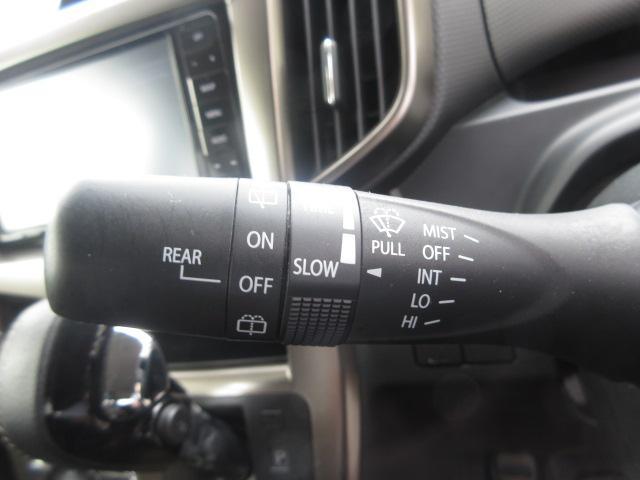 REAR
ON
OFF
SLOW
PULL
MIST
OFF
INT
LO
HI